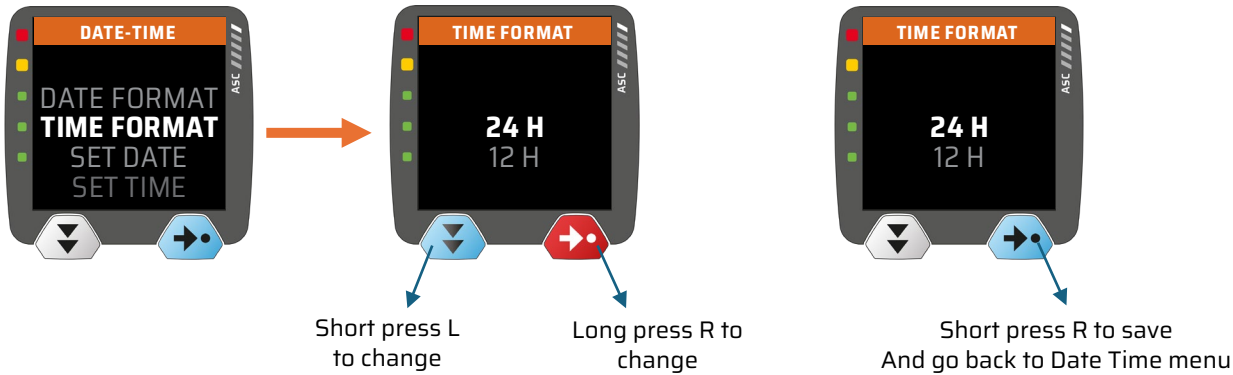 DATE-TIME
ASC
DATE FORMAT
TIME FORMAT
SET DATE
SET TIME
TIME FORMAT
ASC
24 H
12 H
Short press L
to change
Long press R to
change
TIME FORMAT
ASC
24 H
12 H
Short press R to save
And go back to Date Time menu